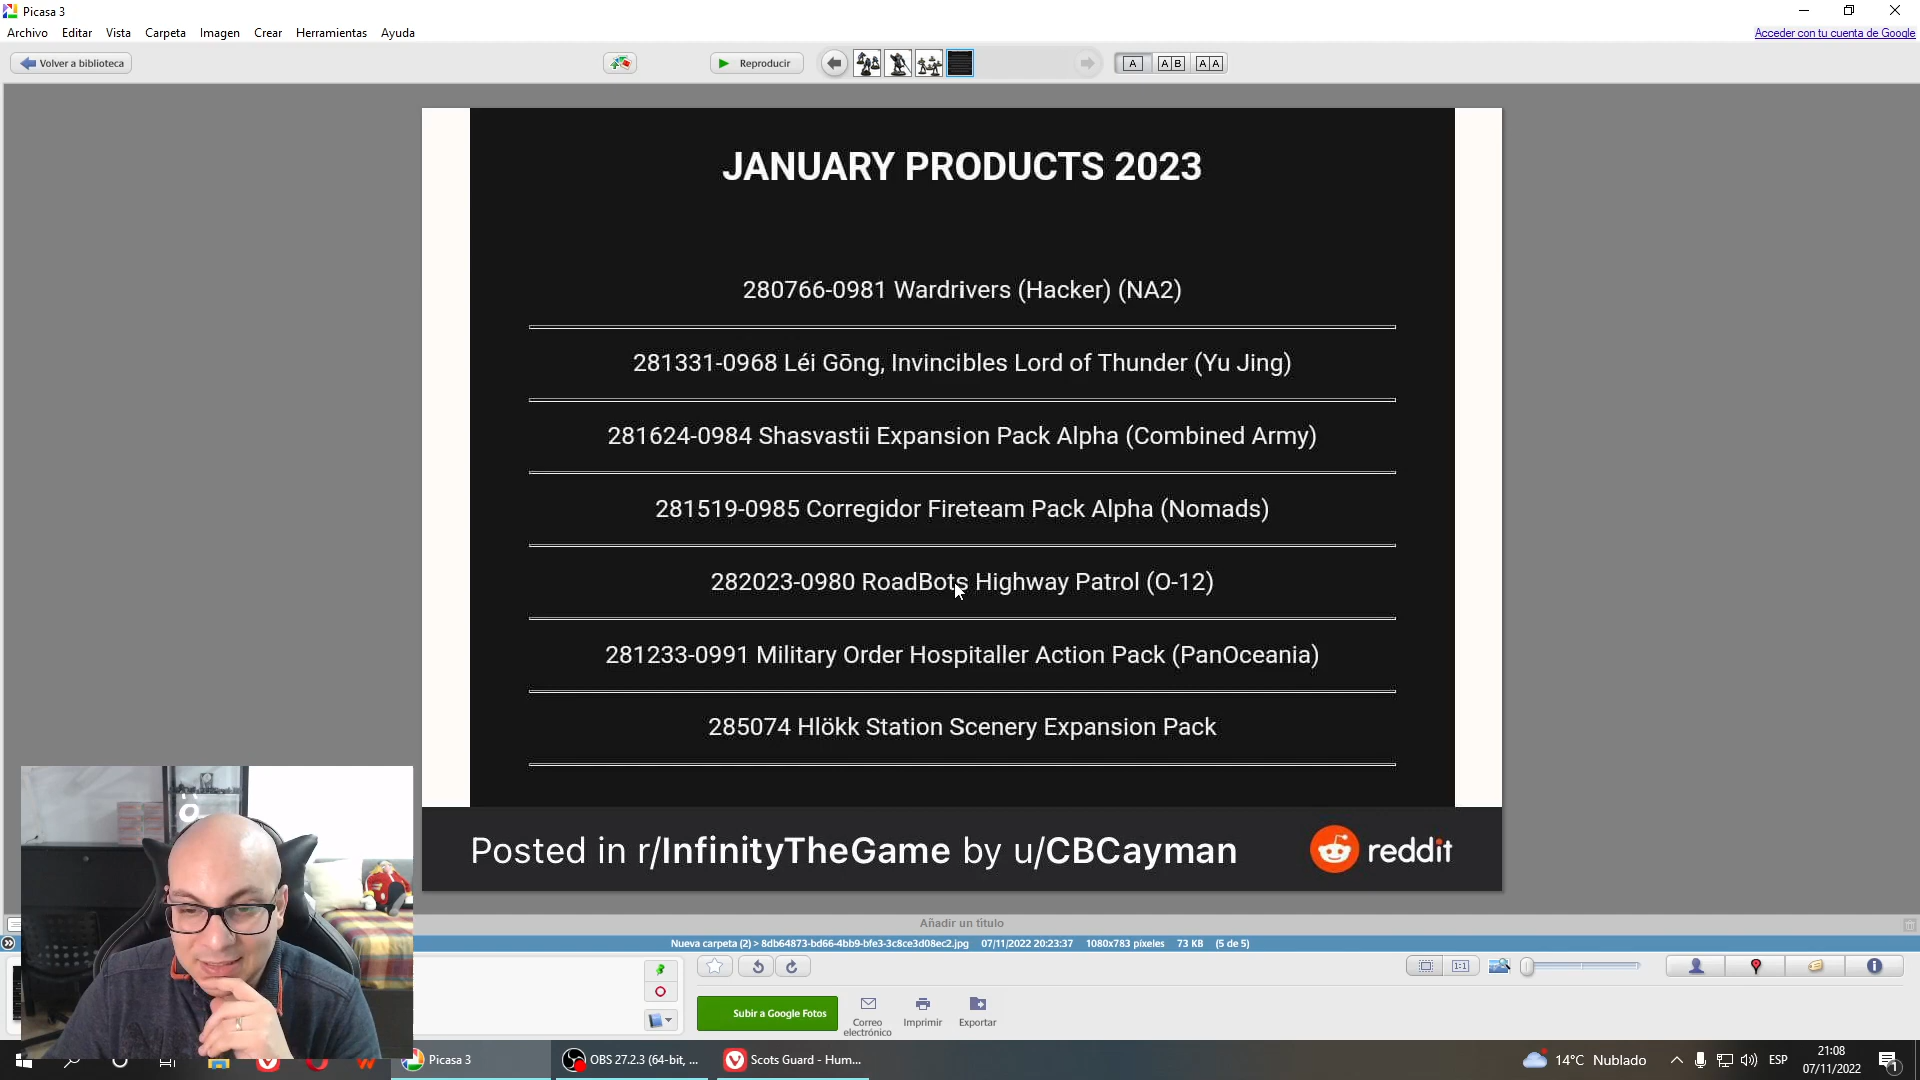 Picasa 3
Archivo Editar Vista Carpeta Imagen Crear Herramientas Ayuda
Acceder con tu cuenta de Google
Volver a biblioteca
Reproducir
A
A B
A A
JANUARY PRODUCTS 2023
280766-0981 Wardrivers (Hacker) (NA2)
281331-0968 Léi Gōng, Invincibles Lord of Thunder (Yu Jing)
281624-0984 Shasvastii Expansion Pack Alpha (Combined Army)
281519-0985 Corregidor Fireteam Pack Alpha (Nomads)
282023-0980 RoadBots Highway Patrol (O-12)
281233-0991 Military Order Hospitaller Action Pack (PanOceania)
285074 Hlökk Station Scenery Expansion Pack
Posted in r/InfinityTheGame by u/CBCayman
reddit
Añadir un título
Nueva carpeta (2) > 8db64873-bd66-4bb9-bfe3-3c8ce3d08ec2.jpg 07/11/2022 20:23:37 1080x783 píxeles 73 KB (5 de 5)
1:1
Subir a Google Fotos
Correo electrónico
Imprimir
Exportar
Picasa 3
OBS 27.2.3 (64-bit, ...
Scots Guard - Hum...
14°C Nublado
ESP
21:08
07/11/2022
1